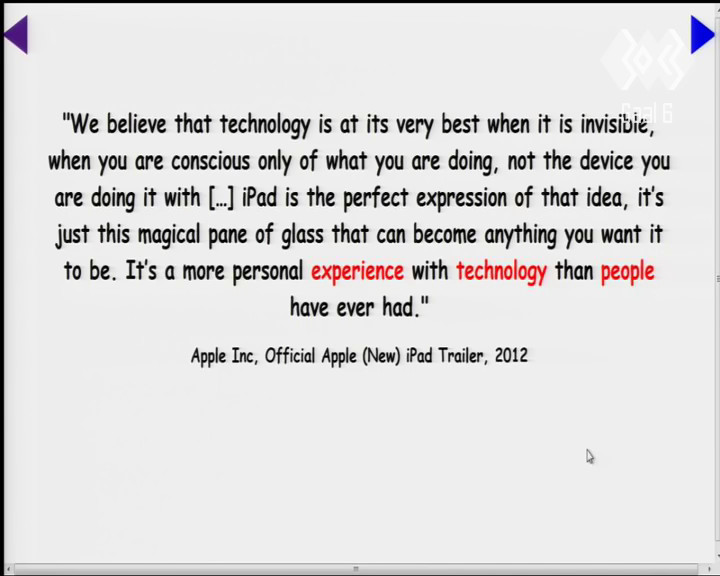 "We believe that technology is at its very best when it is invisible,
when you are conscious only of what you are doing, not the device you
are doing it with [...] iPad is the perfect expression of that idea, it's
just this magical pane of glass that can become anything you want it
to be. It's a more personal experience with technology than people
have ever had."
Apple Inc, Official Apple (New) iPad Trailer, 2012
Saal 6